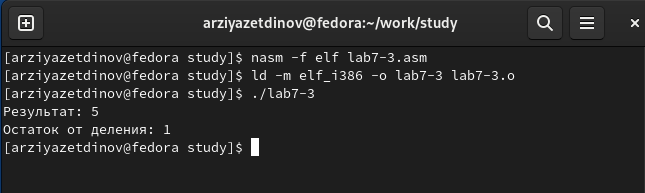 arziyazetdinov@fedora:~/work/study
[arziyazetdinov@fedora study]$ nasm -f elf lab7-3.asm
[arziyazetdinov@fedora study]$ ld -m elf_i386 -o lab7-3 lab7-3.o
[arziyazetdinov@fedora study]$ ./lab7-3
Результат: 5
Остаток от деления: 1
[arziyazetdinov@fedora study]$